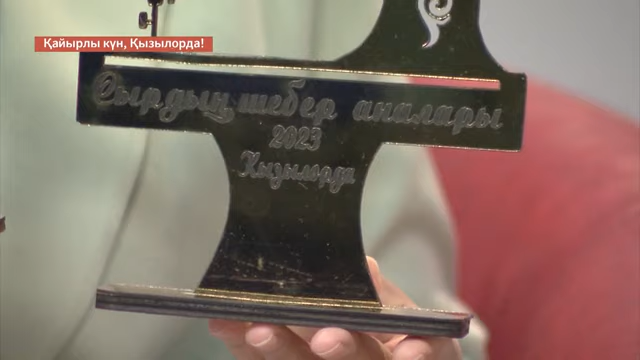 Қайырлы күн, Қызылорда!
Сырдың шебер аналары
2023
Қызылорда